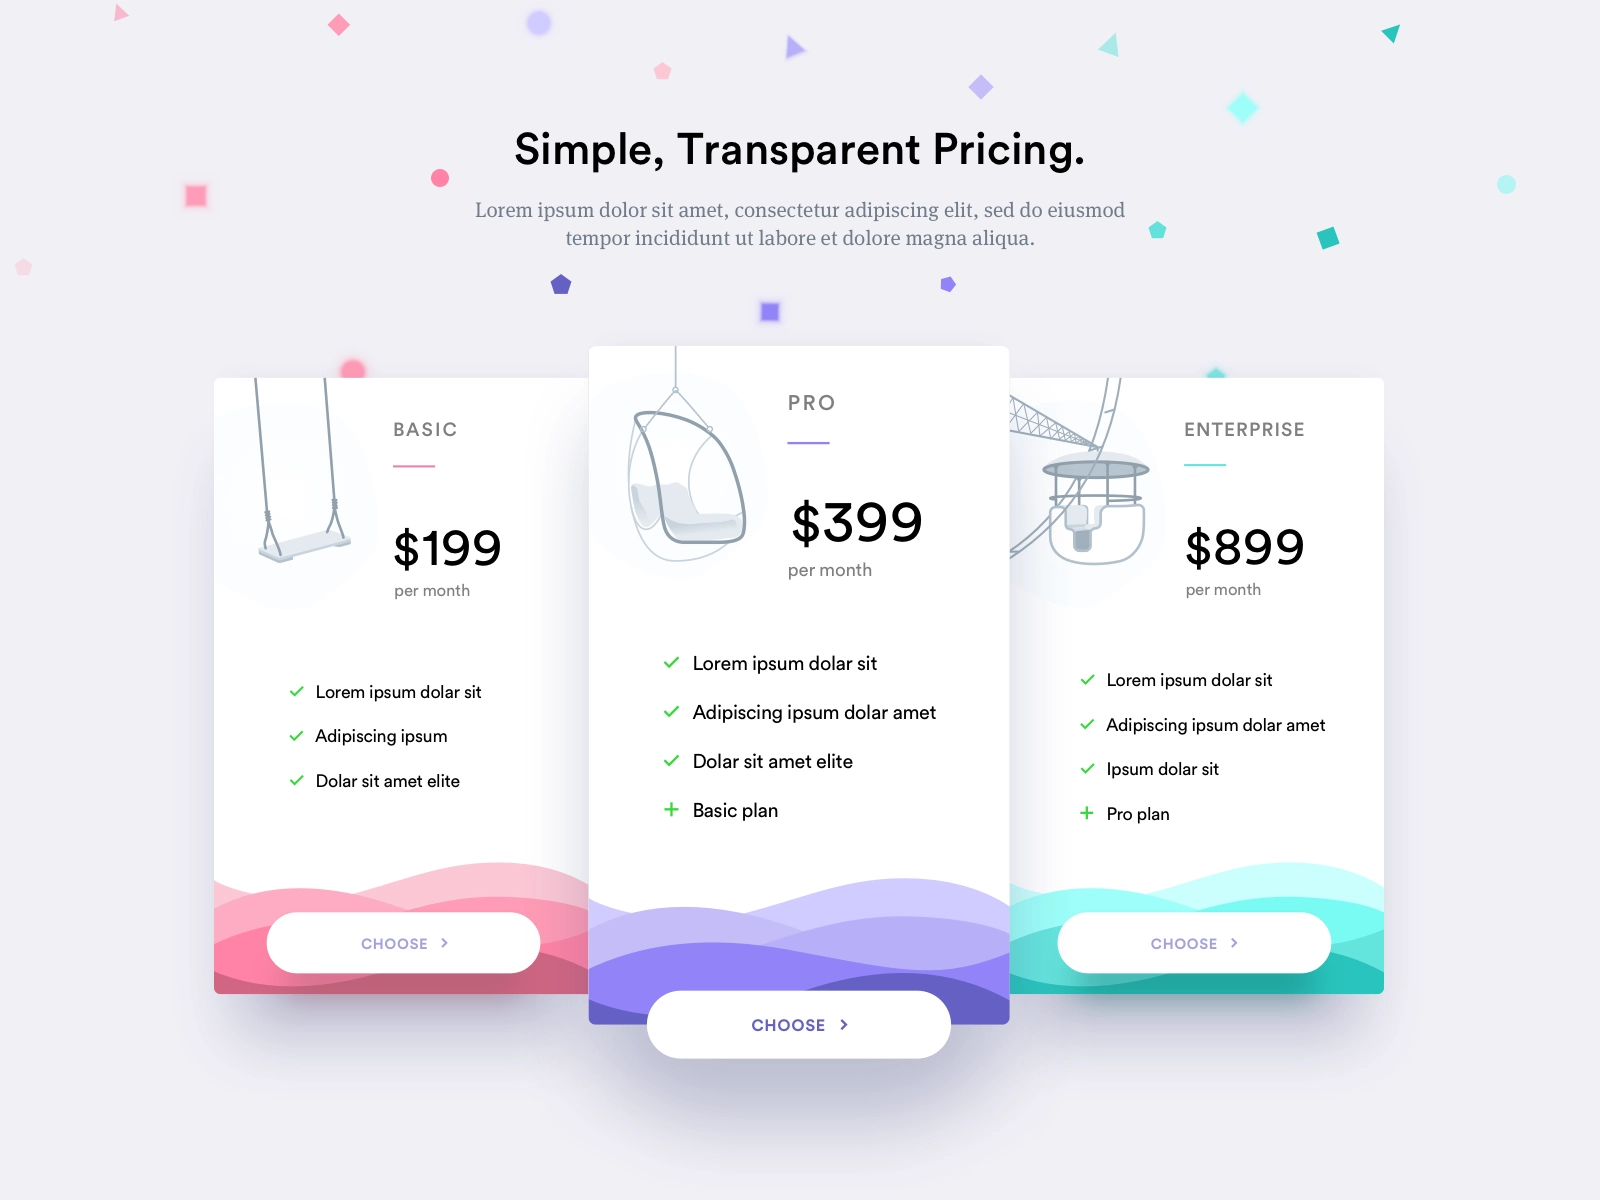 Simple, Transparent Pricing.
Lorem ipsum dolor sit amet, consectetur adipiscing elit, sed do eiusmod
tempor incididunt ut labore et dolore magna aliqua.
BASIC
$199
per month
Lorem ipsum dolar sit
Adipiscing ipsum
Dolar sit amet elite
CHOOSE
PRO
$399
per month
Lorem ipsum dolar sit
Adipiscing ipsum dolar amet
Dolar sit amet elite
Basic plan
CHOOSE
ENTERPRISE
$899
per month
Lorem ipsum dolar sit
Adipiscing ipsum dolar amet
Ipsum dolar sit
Pro plan
CHOOSE